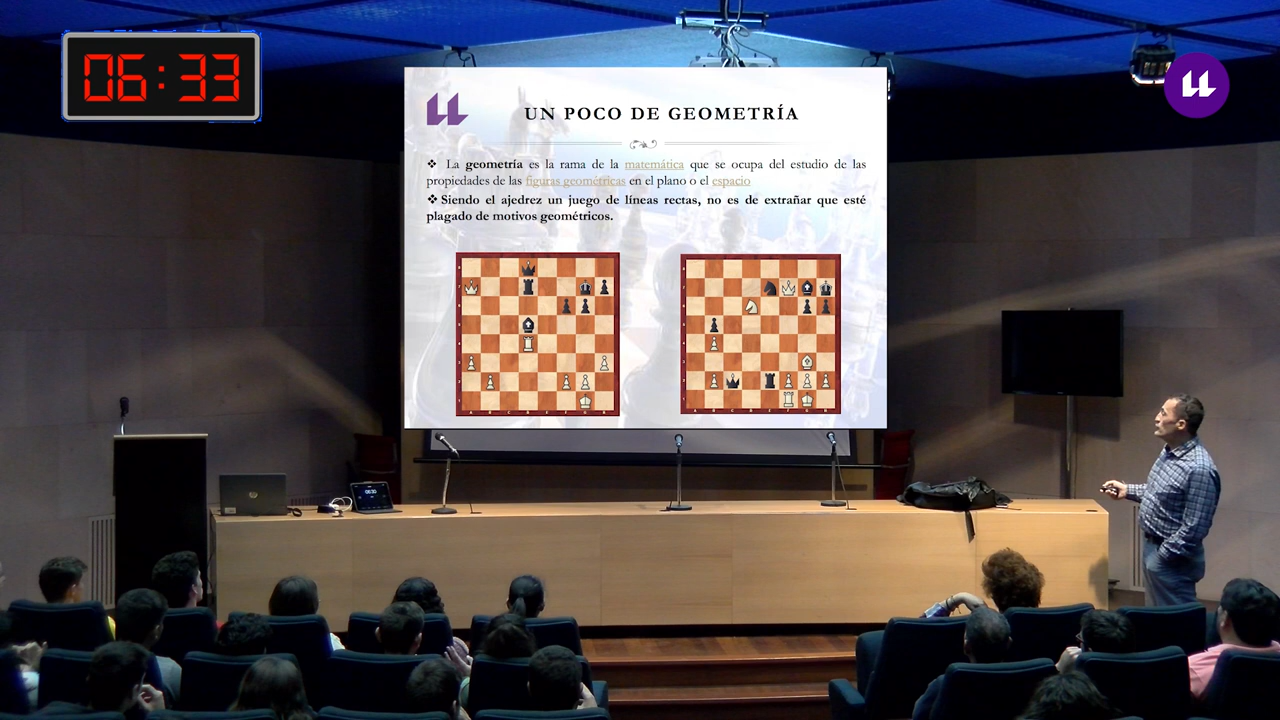 06:33
UN POCO DE GEOMETRÍA
❖ La geometría es la rama de la matemática que se ocupa del estudio de las
propiedades de las figuras geométricas en el plano o el espacio
❖ Siendo el ajedrez un juego de líneas rectas, no es de extrañar que esté
plagado de motivos geométricos.